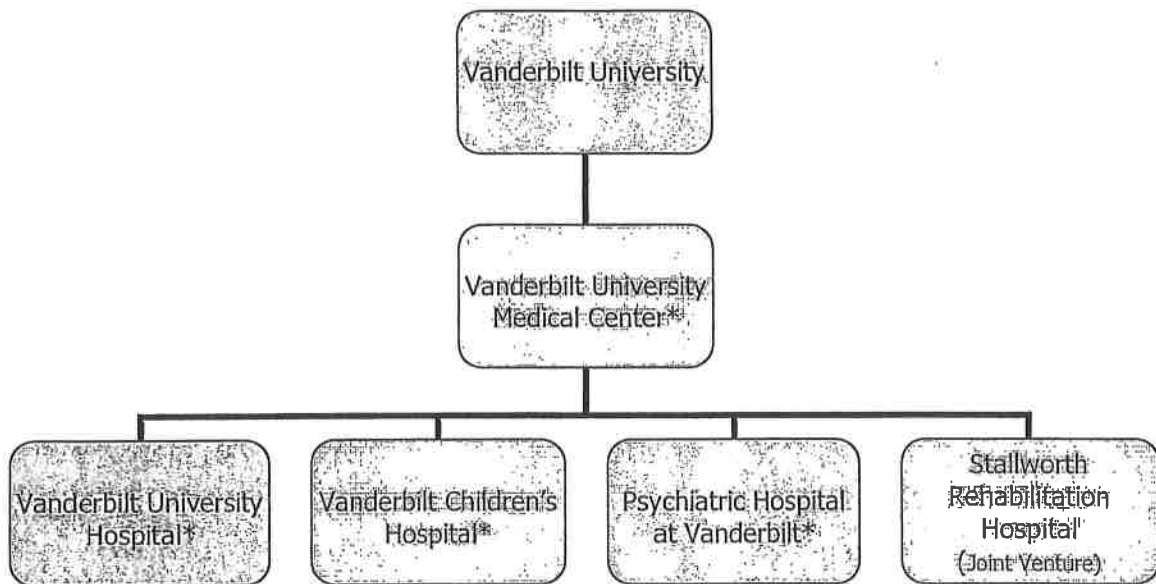 Vanderbilt University
Vanderbilt University
Medical Center*
Vanderbilt University
Hospital*
Vanderbilt Children's
Hospital*
Psychiatric Hospital
at Vanderbilt*
Stallworth
Rehabilitation
Hospital
(Joint Venture)